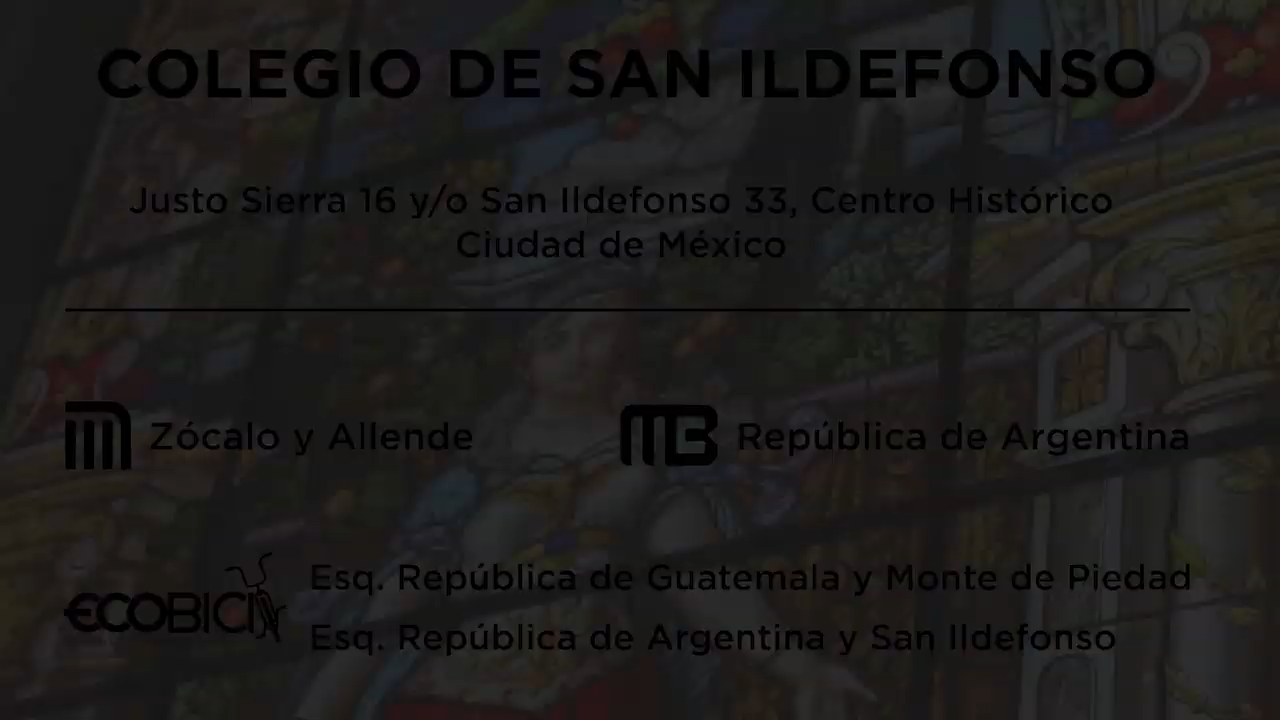 COLEGIO DE SAN ILDEFONSO
Justo Sierra 16 y/o San Ildefonso 33, Centro Histórico
Ciudad de México
Zócalo y Allende
MB República de Argentina
ECOBICI
Esq. República de Guatemala y Monte de Piedad
Esq. República de Argentina y San Ildefonso